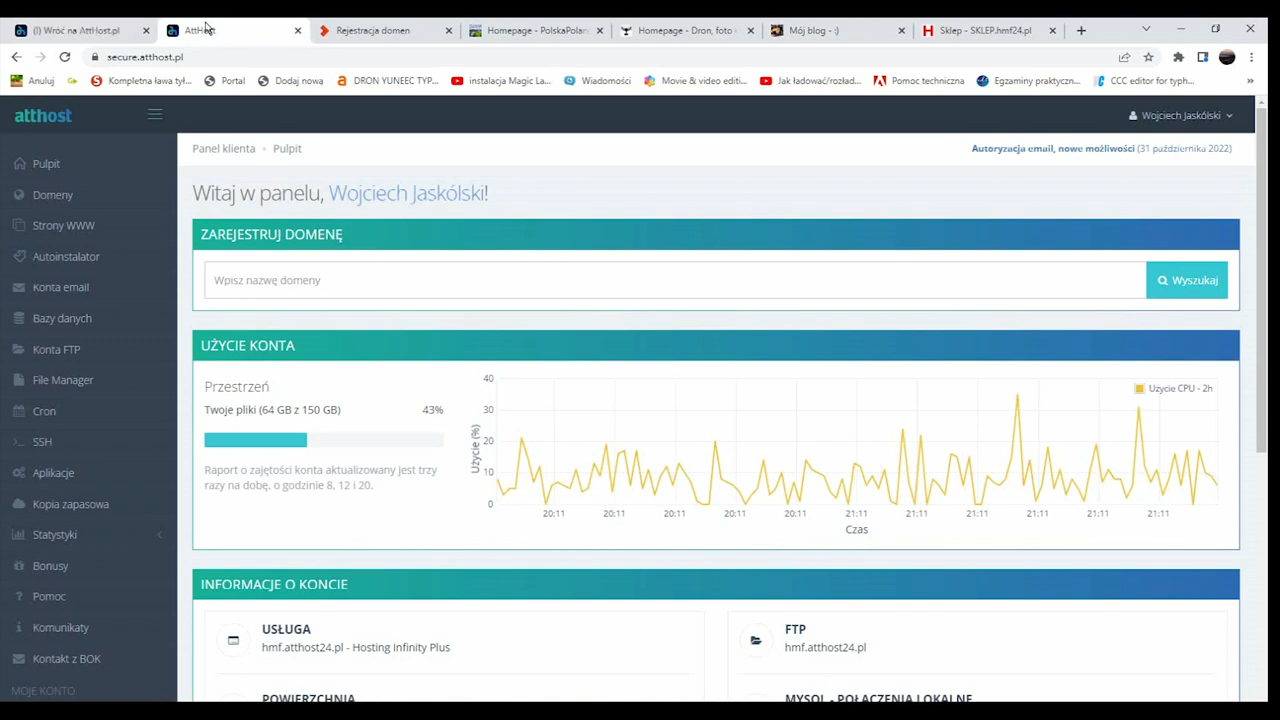 (!) Wróć na AttHost.pl
AttHost
Rejestracja domen
Homepage - PolskaPolan
Homepage - Dron, foto i
Mój blog - :)
Sklep - SKLEP.hmf24.pl
secure.atthost.pl
Anuluj
Kompletna ława tył...
Portal
Dodaj nową
DRON YUNEEC TYP...
instalacja Magic La...
Wiadomości
Movie & video editi...
Jak ładować/rozład...
Pomoc techniczna
Egzaminy praktyczn...
CCC editor for typh...
»
atthost
Wojciech Jaskólski
Pulpit
Domeny
Strony WWW
Autoinstalator
Konta email
Bazy danych
Konta FTP
File Manager
Cron
SSH
Aplikacje
Kopia zapasowa
Statystyki
Bonusy
Pomoc
Komunikaty
Kontakt z BOK
MOJE KONTO
Panel klienta • Pulpit
Autoryzacja email, nowe możliwości (31 października 2022)
Witaj w panelu, Wojciech Jaskólski!
ZAREJESTRUJ DOMENĘ
Wpisz nazwę domeny
Wyszukaj
UŻYCIE KONTA
Przestrzeń
Twoje pliki (64 GB z 150 GB) 43%
Raport o zajętości konta aktualizowany jest trzy
razy na dobę, o godzinie 8, 12 i 20.
Użycie CPU - 2h
Użycie (%)
40
30
20
10
0
20:11 20:11 20:11 20:11 20:11 21:11 21:11 21:11 21:11 21:11 21:11
Czas
INFORMACJE O KONCIE
USŁUGA
hmf.atthost24.pl - Hosting Infinity Plus
FTP
hmf.atthost24.pl
POWIERZCHNIA
MYSQL - POŁĄCZENIA LOKALNE